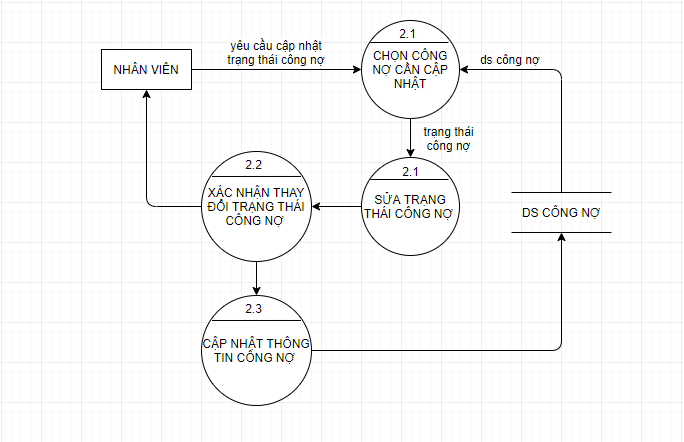 2.1
CHỌN CÔNG
NỢ CẦN CẬP
NHẬT
yêu cầu cập nhật
trạng thái công nợ
NHÂN VIÊN
ds công nợ
trạng thái
công nợ
2.2
XÁC NHẬN THAY
ĐỔI TRẠNG THÁI
CÔNG NỢ
2.1
SỬA TRẠNG
THÁI CÔNG NỢ
DS CÔNG NỢ
2.3
CẬP NHẬT THÔNG
TIN CÔNG NỢ